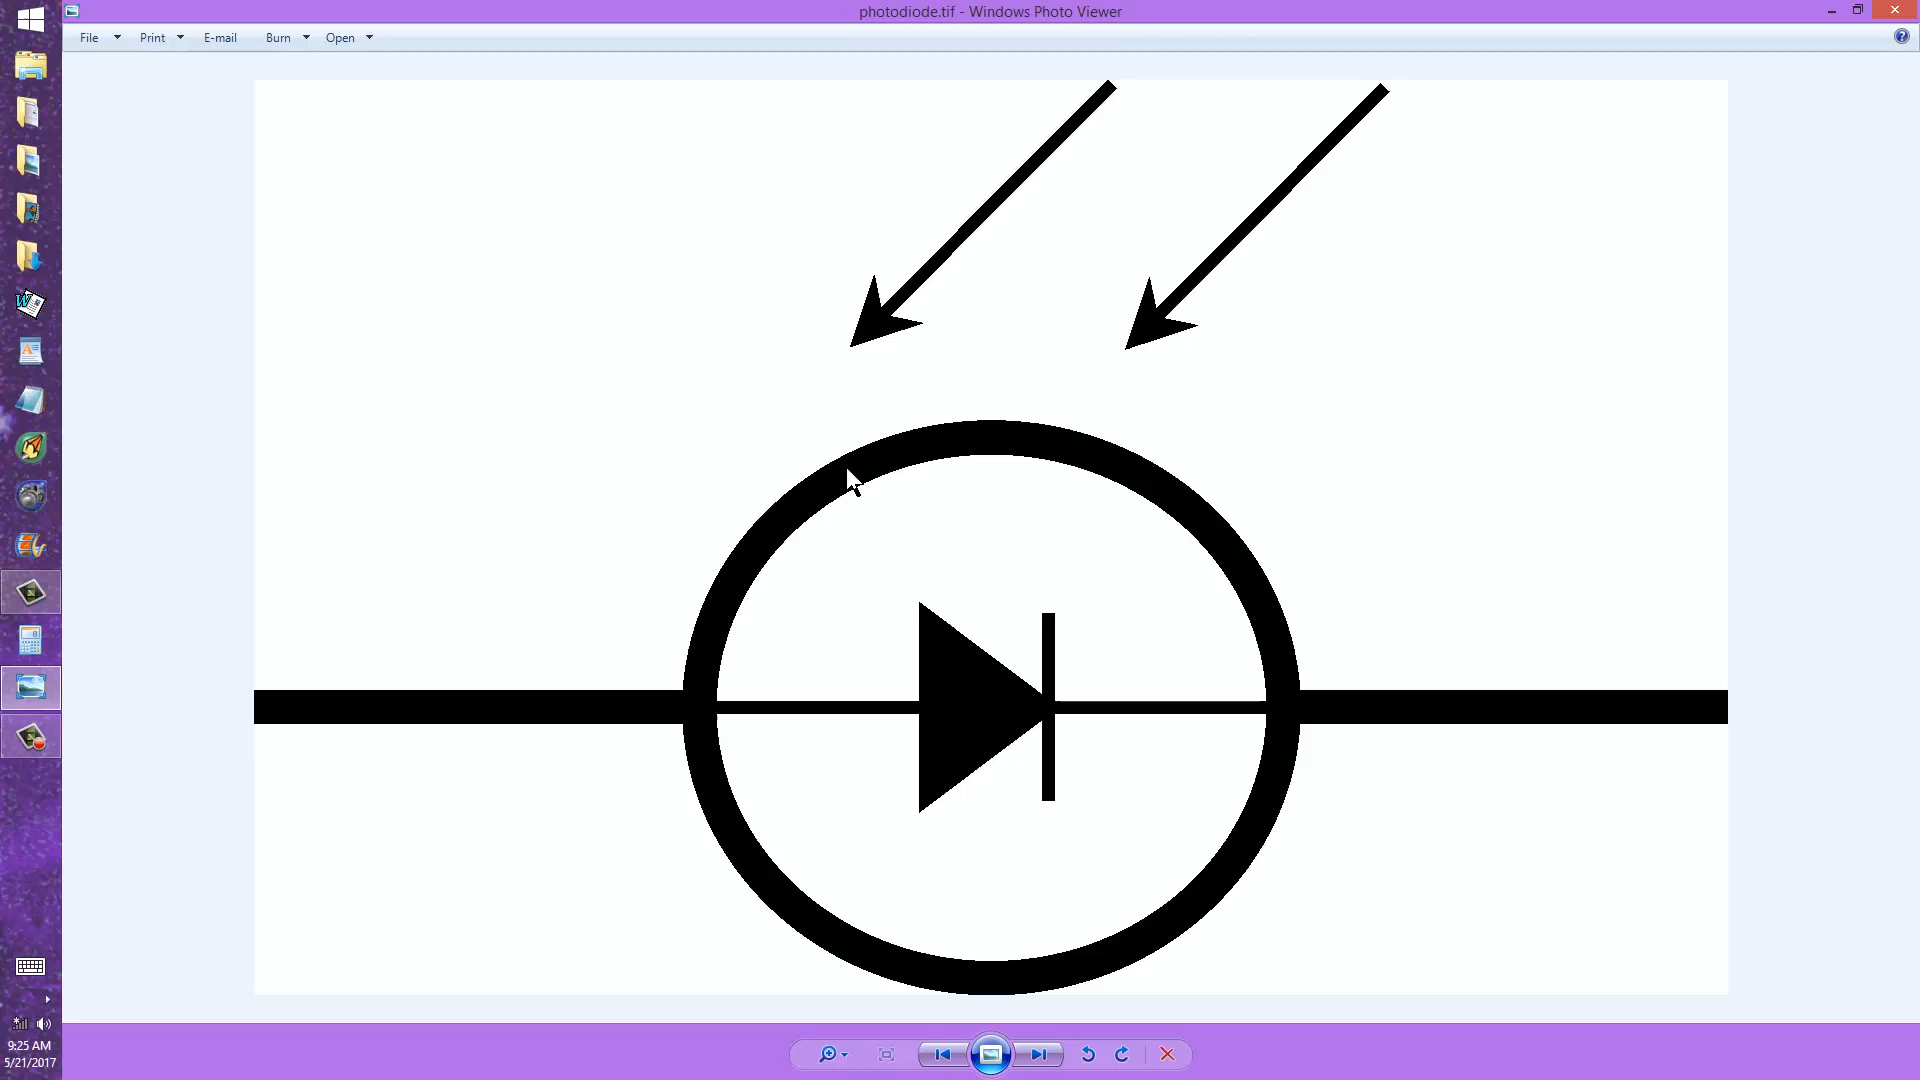 photodiode.tif - Windows Photo Viewer
File Print E-mail Burn Open
9:25 AM
5/21/2017